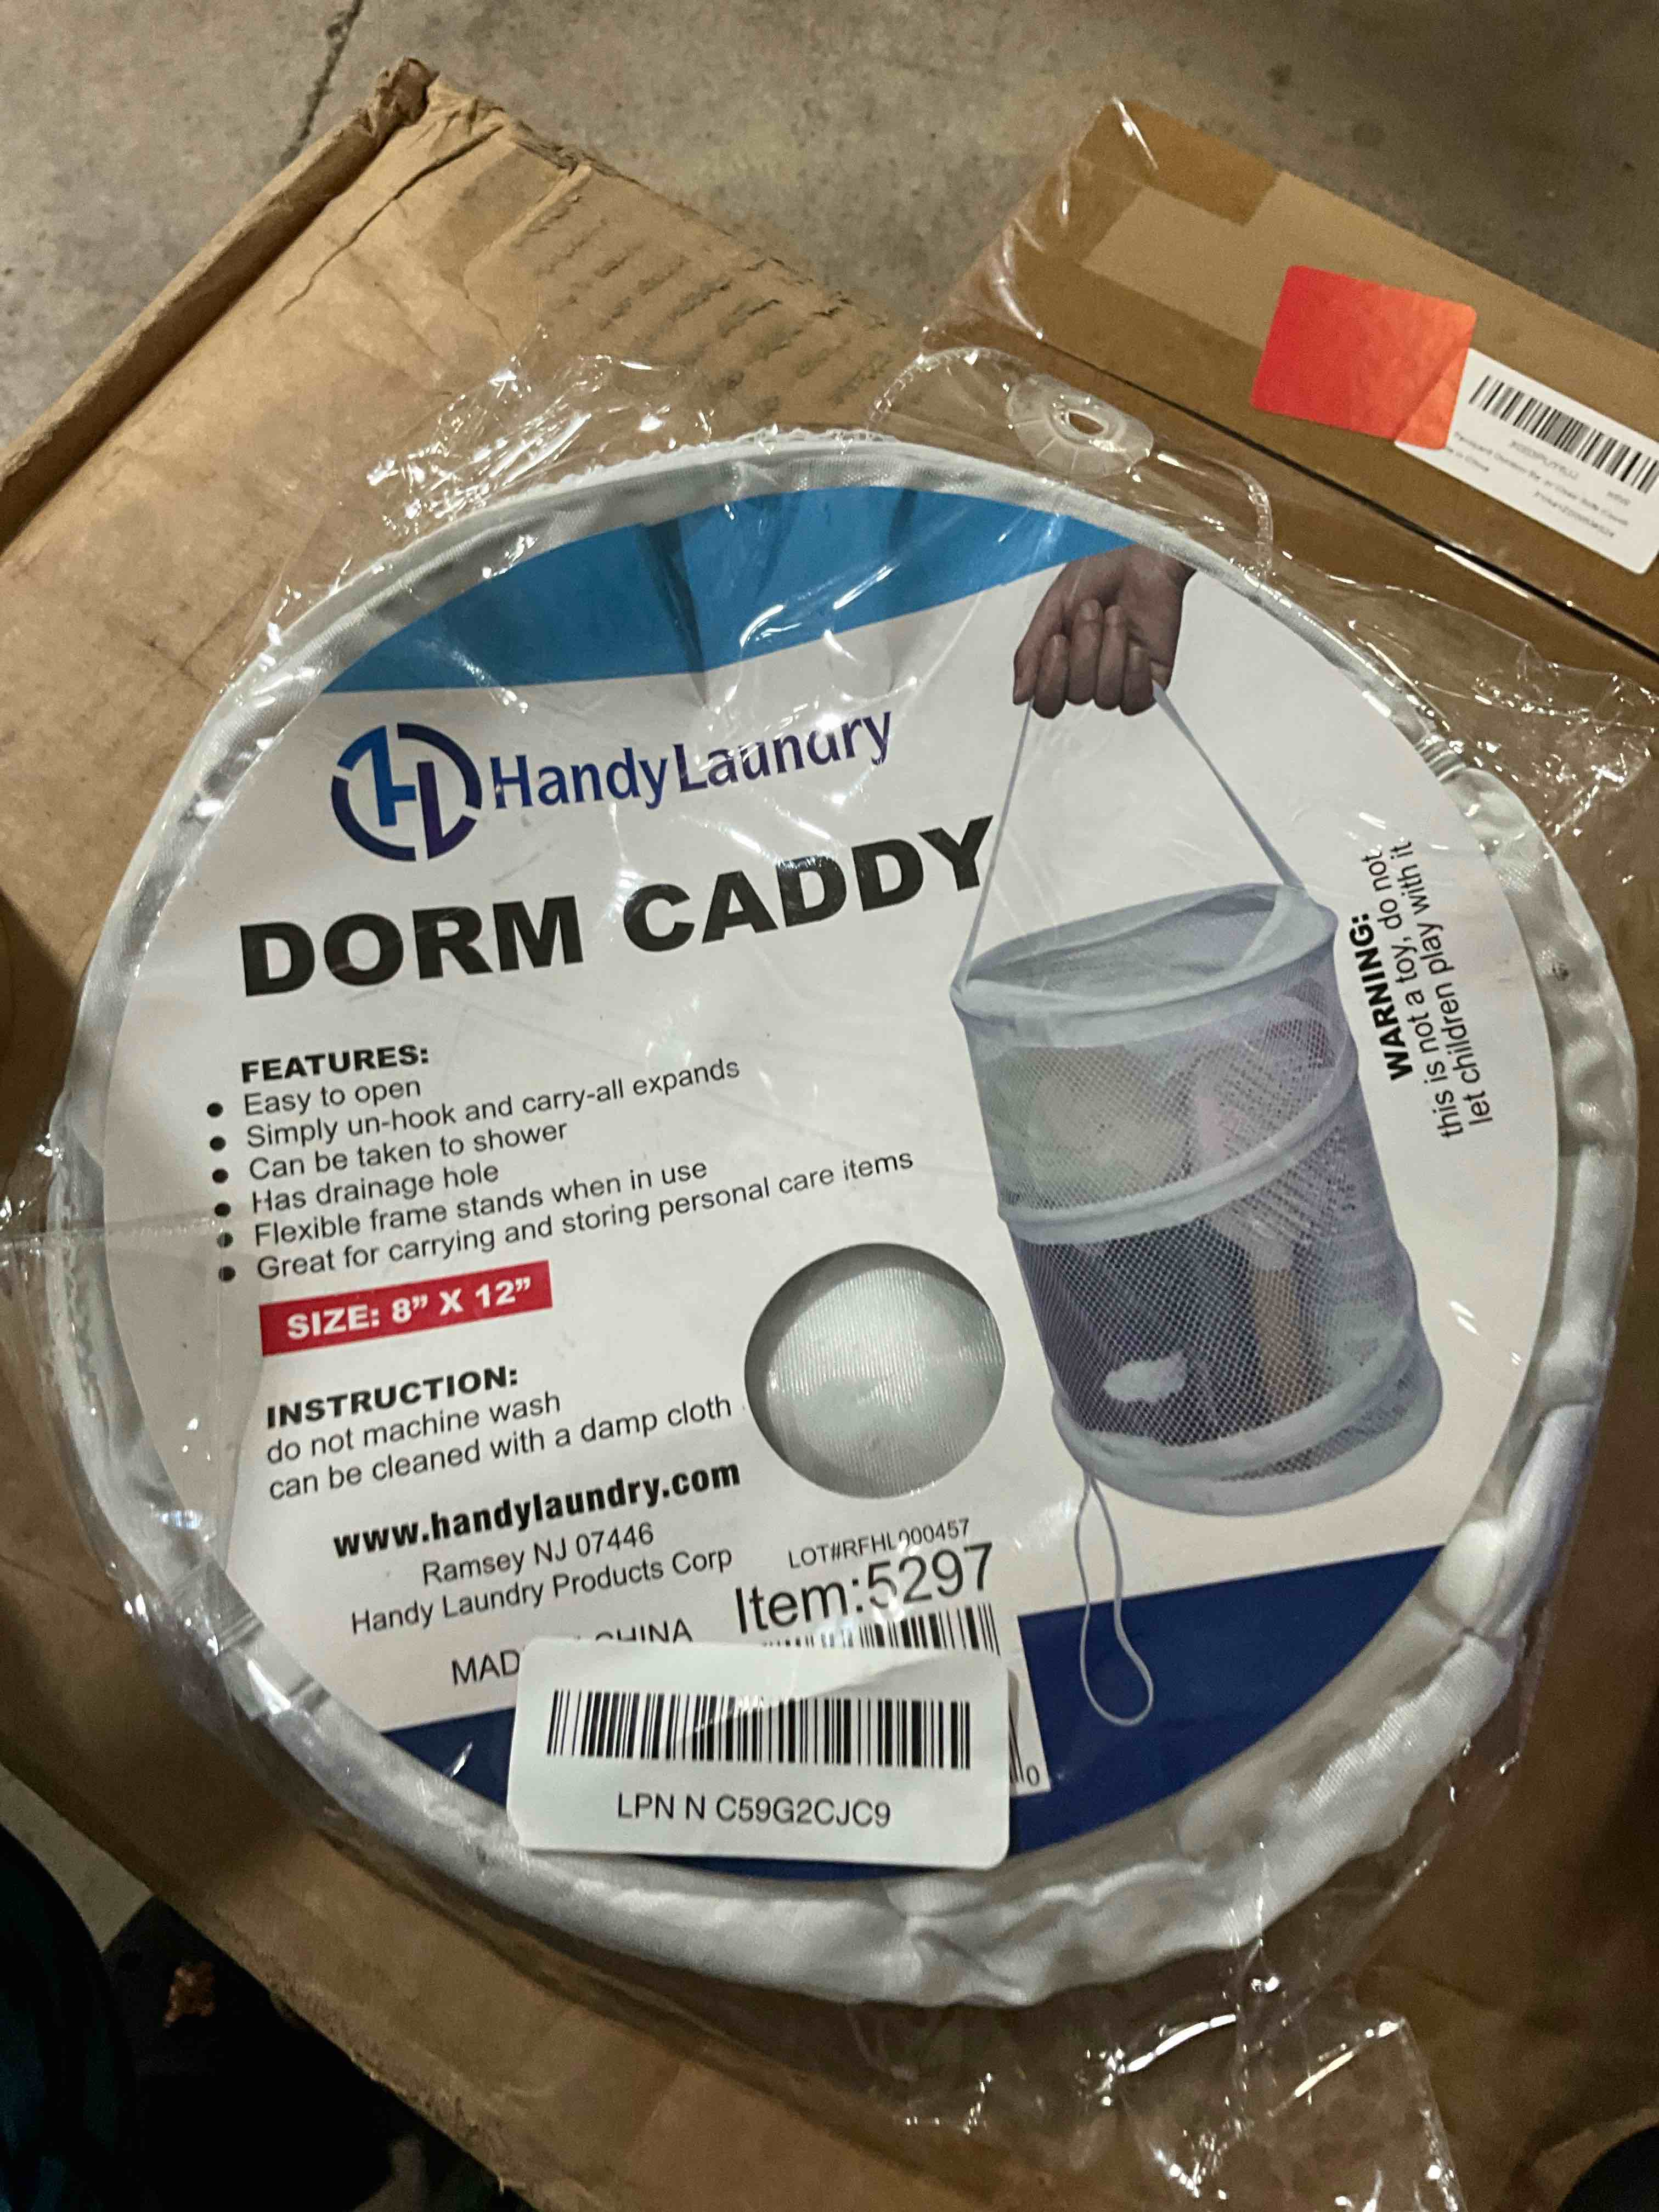 HandyLaundry
DORM CADDY
FEATURES:
● Easy to open
● Simply un-hook and carry-all expands
● Can be taken to shower
● Has drainage hole
● Flexible frame stands when in use
● Great for carrying and storing personal care items
SIZE: 8” X 12”
INSTRUCTION:
do not machine wash
can be cleaned with a damp cloth
www.handylaundry.com
Ramsey NJ 07446
Handy Laundry Products Corp
LOT#RFHL000457
Item:5297
0
LPN N C59G2CJC9
WARNING:
this is not a toy, do not
let children play with it